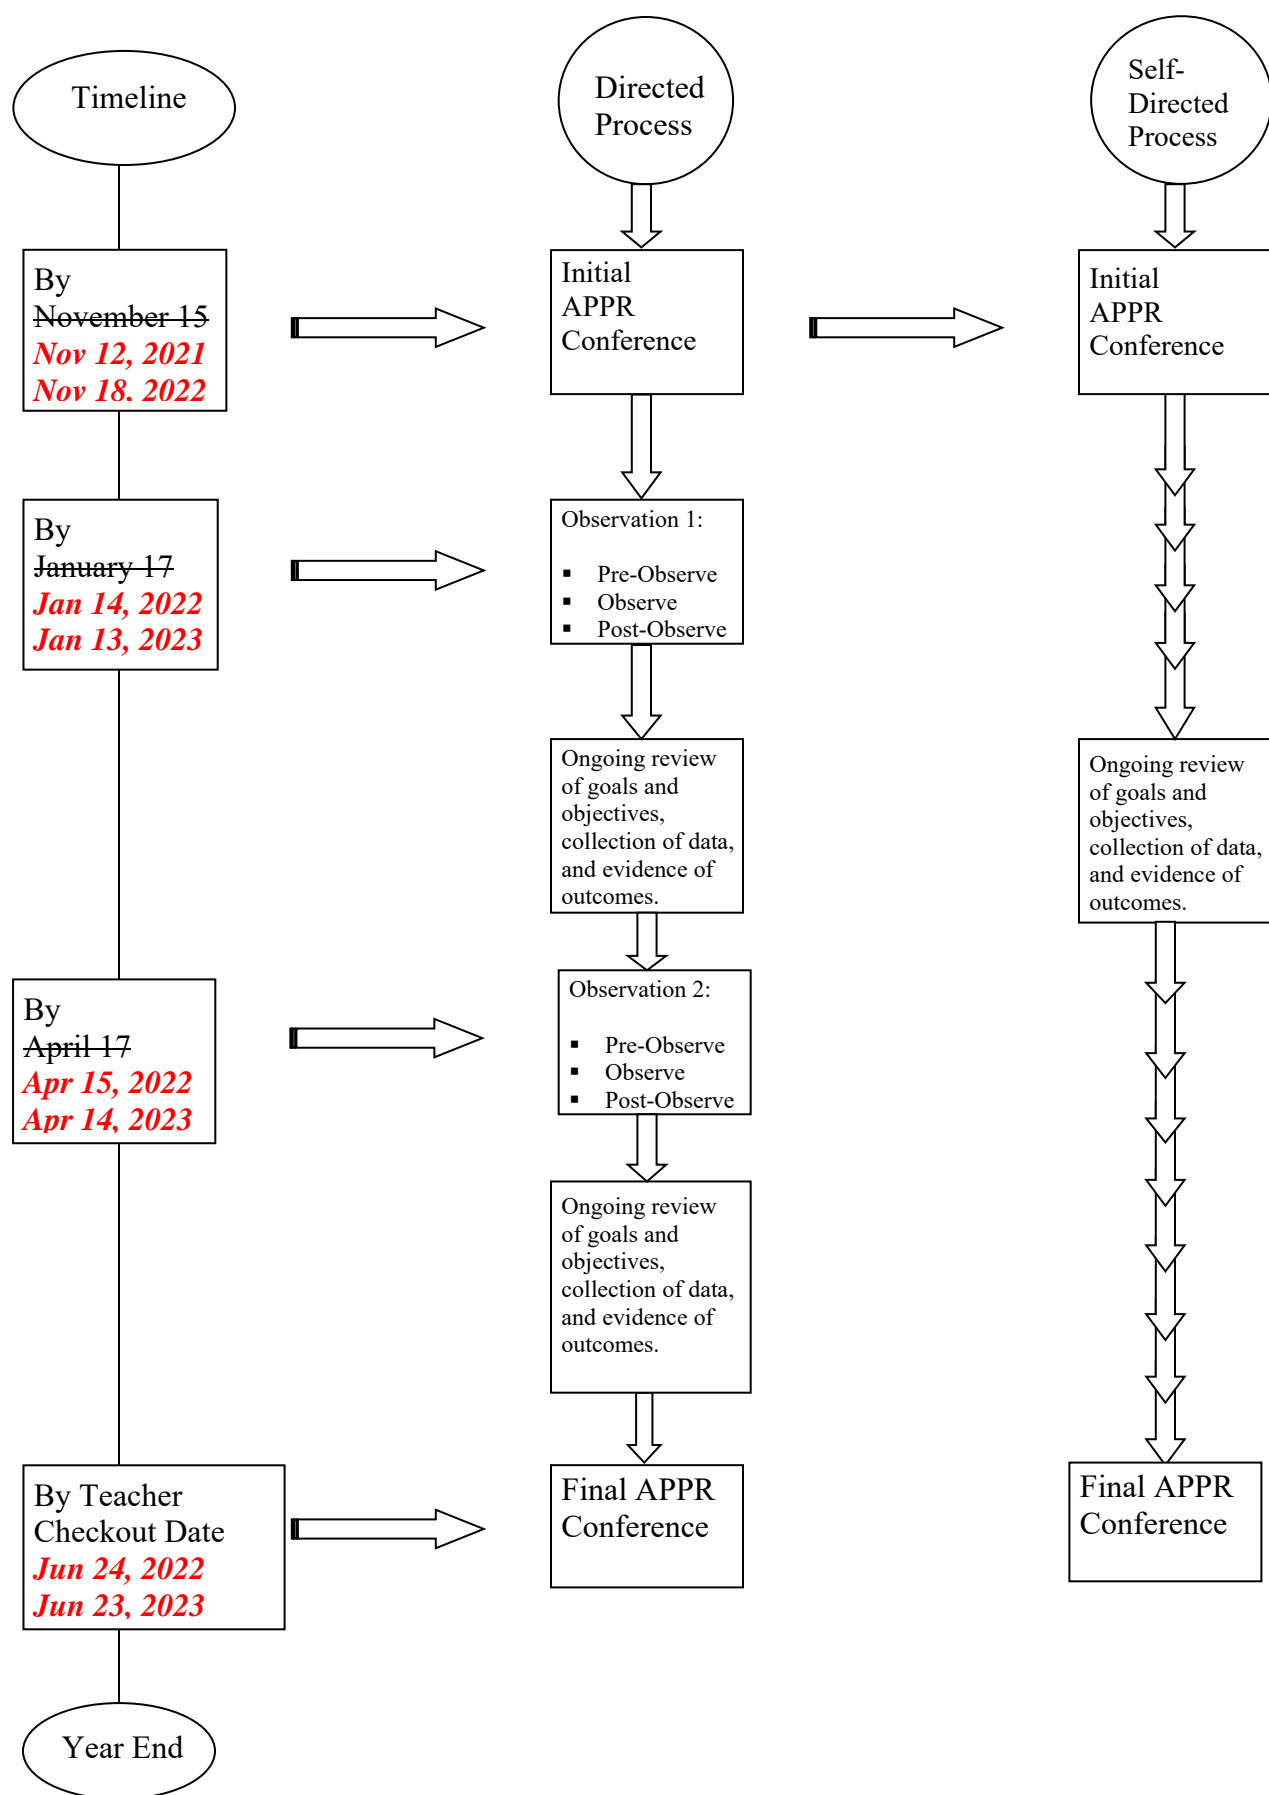 Timeline
By
November 15
Nov 12, 2021
Nov 18, 2022
By
January 17
Jan 14, 2022
Jan 13, 2023
By
April 17
Apr 15, 2022
Apr 14, 2023
By Teacher
Checkout Date
Jun 24, 2022
Jun 23, 2023
Year End
Directed
Process
Initial
APPR
Conference
Observation 1:
▪ Pre-Observe
▪ Observe
▪ Post-Observe
Ongoing review
of goals and
objectives,
collection of data,
and evidence of
outcomes.
Observation 2:
▪ Pre-Observe
▪ Observe
▪ Post-Observe
Ongoing review
of goals and
objectives,
collection of data,
and evidence of
outcomes.
Final APPR
Conference
Self-
Directed
Process
Initial
APPR
Conference
Ongoing review
of goals and
objectives,
collection of data,
and evidence of
outcomes.
Final APPR
Conference